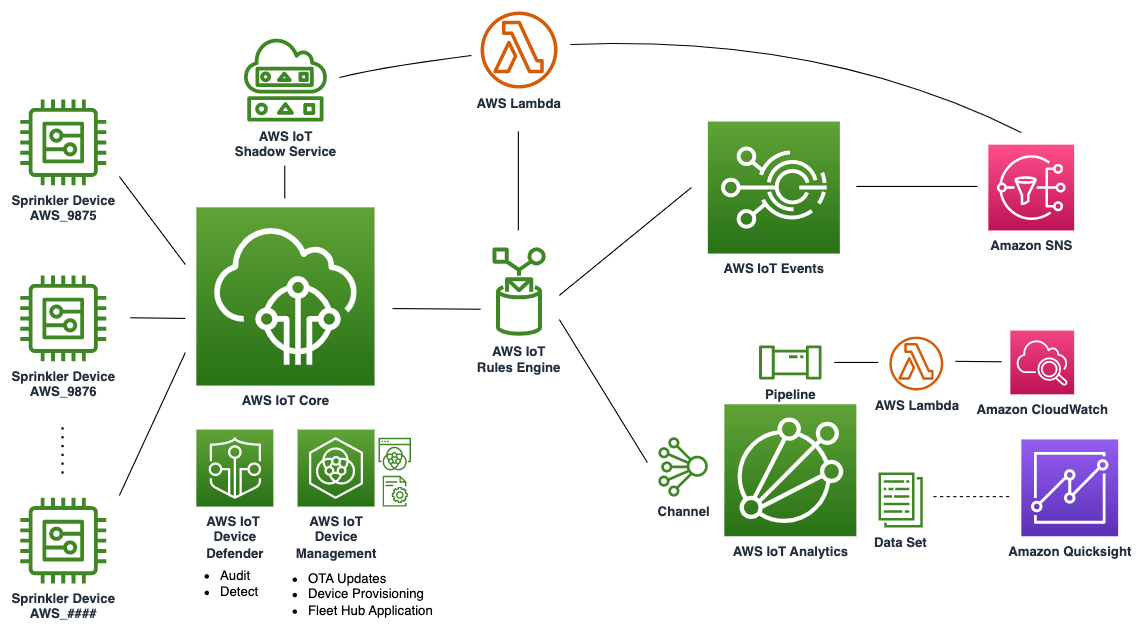 AWS Lambda
AWS IoT
Shadow Service
Sprinkler Device
AWS_9875
AWS IoT Events
Amazon SNS
Sprinkler Device
AWS_9876
AWS IoT Core
AWS IoT
Rules Engine
Pipeline
AWS Lambda
Amazon CloudWatch
Channel
AWS IoT Analytics
Data Set
Amazon Quicksight
AWS IoT
Device
Defender
• Audit
• Detect
AWS IoT
Device
Management
• OTA Updates
• Device Provisioning
• Fleet Hub Application
Sprinkler Device
AWS_####